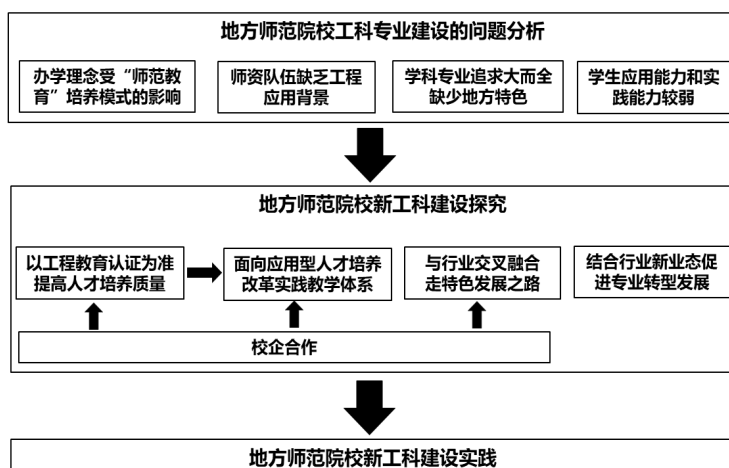 地方师范院校工科专业建设的问题分析
办学理念受“师范教
育”培养模式的影响
师资队伍缺乏工程
应用背景
学科专业追求大而全
缺少地方特色
学生应用能力和实
践能力较弱
地方师范院校新工科建设探究
以工程教育认证为准
提高人才培养质量
面向应用型人才培养
改革实践教学体系
与行业交叉融合
走特色发展之路
结合行业新业态促
进专业转型发展
校企合作
地方师范院校新工科建设实践